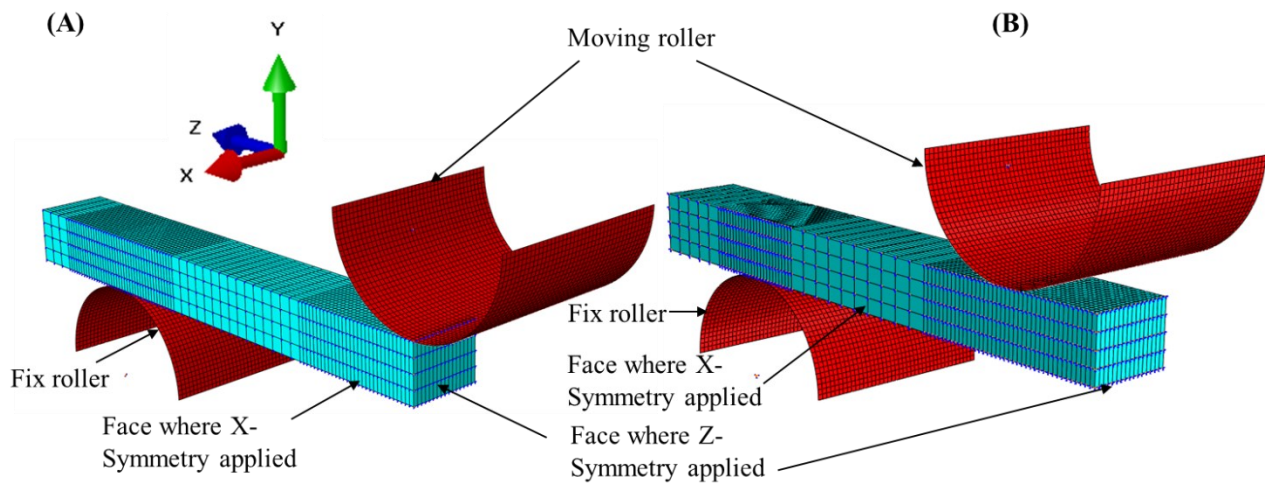 (A)
Y
Z
X
Moving roller
(B)
Fix roller
Face where X-
Symmetry applied
Fix roller
Face where X-
Symmetry applied
Face where Z-
Symmetry applied